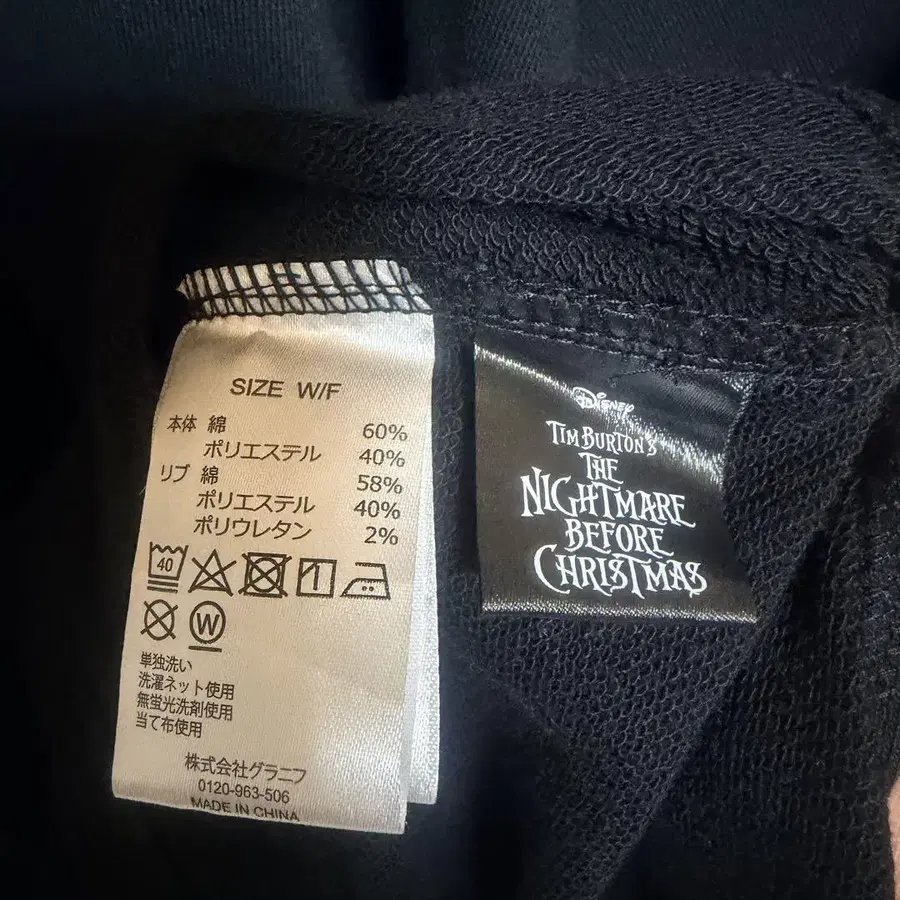 SIZE W/F
本体 綿 60%
ポリエステル 40%
リブ 綿 58%
ポリエステル 40%
ポリウレタン 2%
40
W
単独洗い
洗濯ネット使用
無蛍光洗剤使用
当て布使用
株式会社グラニフ
0120-963-506
MADE IN CHINA
DISNEY
TIM BURTON'S
THE
NIGHTMARE
BEFORE
CHRISTMAS